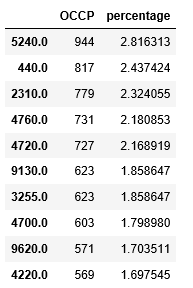 OCCP percentage
5240.0 944 2.816313
440.0 817 2.437424
2310.0 779 2.324055
4760.0 731 2.180853
4720.0 727 2.168919
9130.0 623 1.858647
3255.0 623 1.858647
4700.0 603 1.798980
9620.0 571 1.703511
4220.0 569 1.697545